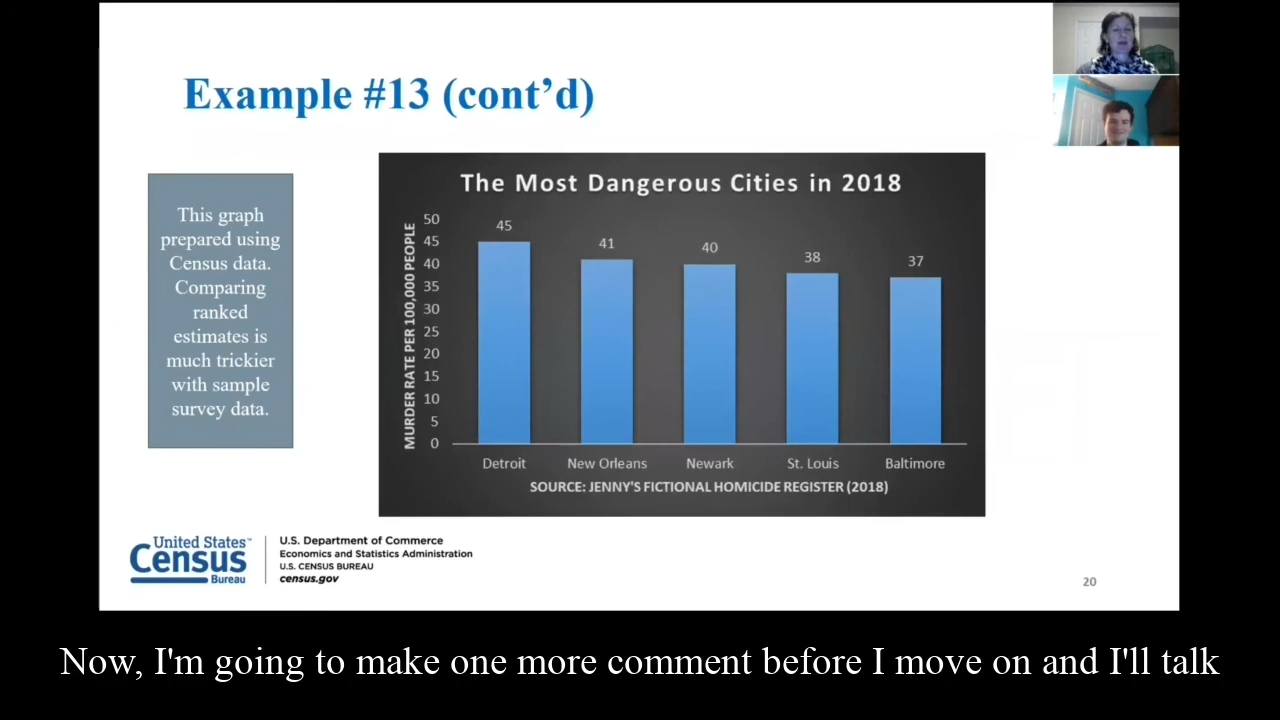 Example #13 (cont’d)
This graph
prepared using
Census data.
Comparing
ranked
estimates is
much trickier
with sample
survey data.
The Most Dangerous Cities in 2018
MURDER RATE PER 100,000 PEOPLE
50
45
40
35
30
25
20
15
10
5
0
45
41
40
38
37
Detroit
New Orleans
Newark
St. Louis
Baltimore
SOURCE: JENNY'S FICTIONAL HOMICIDE REGISTER (2018)
United States™
Census
Bureau
U.S. Department of Commerce
Economics and Statistics Administration
U.S. CENSUS BUREAU
census.gov
20
Now, I'm going to make one more comment before I move on and I'll talk